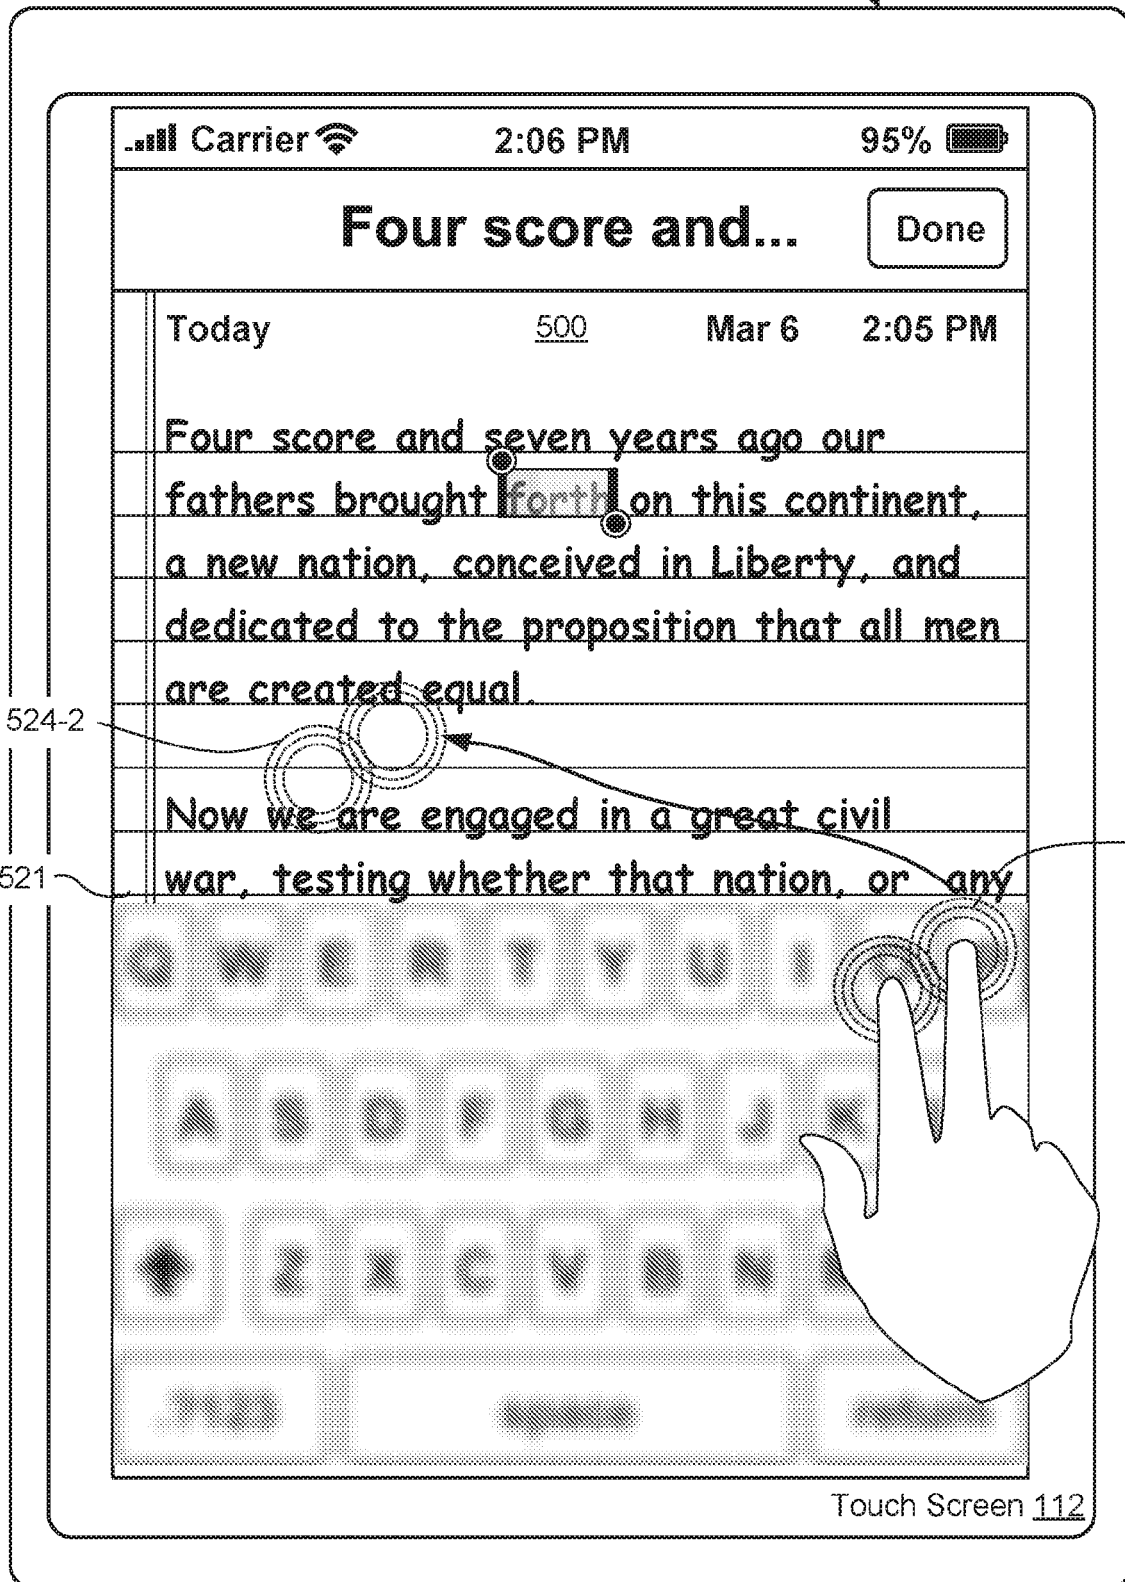 Carrier 2:06 PM 95%
Four score and... Done
Today 500 Mar 6 2:05 PM
Four score and seven years ago our
fathers brought forth on this continent,
a new nation, conceived in Liberty, and
dedicated to the proposition that all men
are created equal.
524-2
Now we are engaged in a great civil
521
war, testing whether that nation, or any
Q W E R T Y U I
A S D F G H J K
Z X C V B N
space
Touch Screen 112